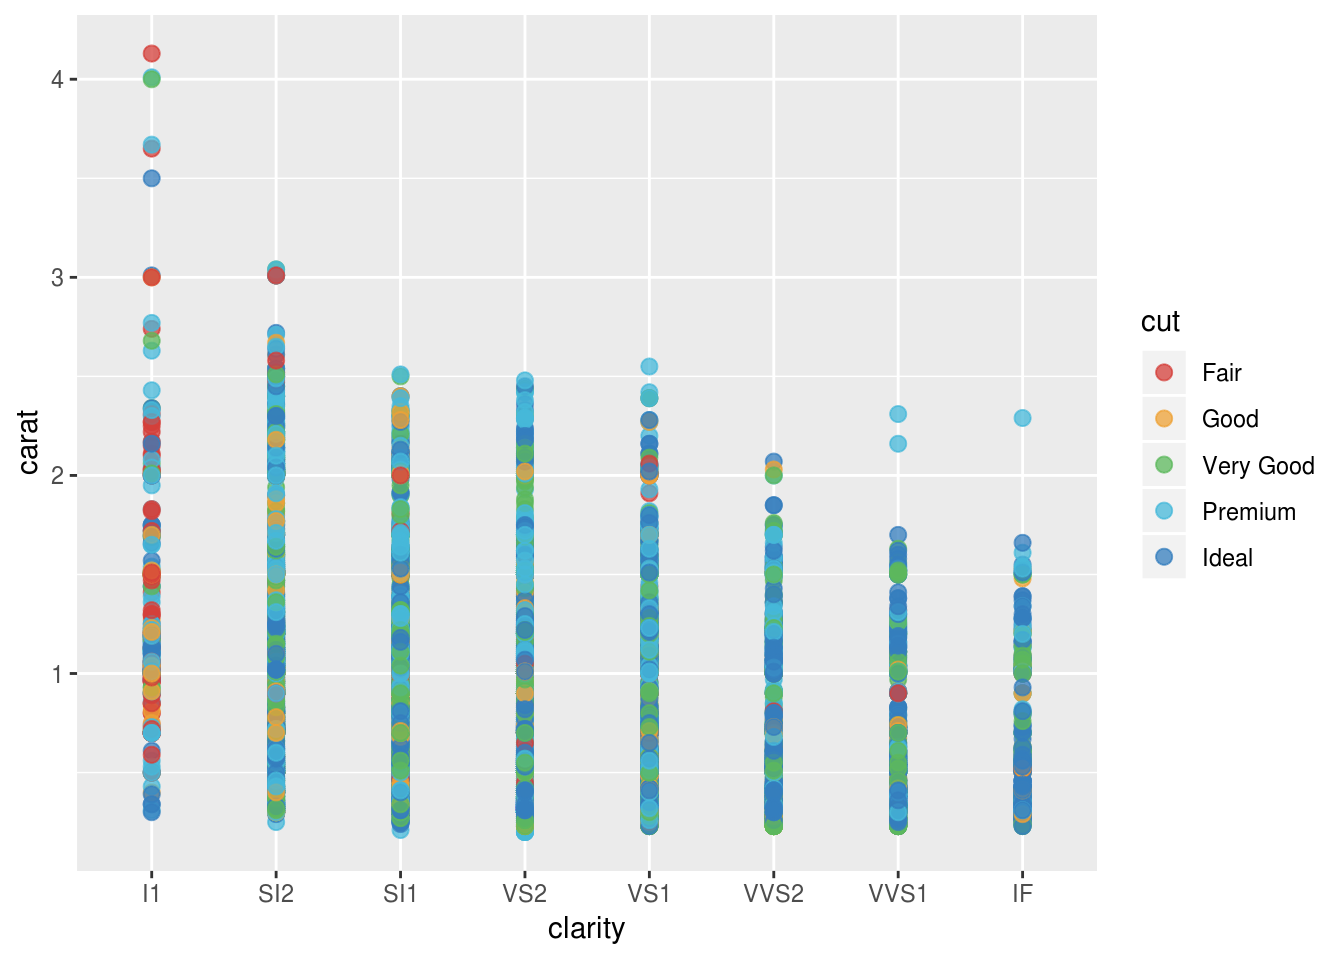 carat
4
3
2
1
I1 SI2 SI1 VS2 VS1 VVS2 VVS1 IF
clarity
cut
Fair
Good
Very Good
Premium
Ideal